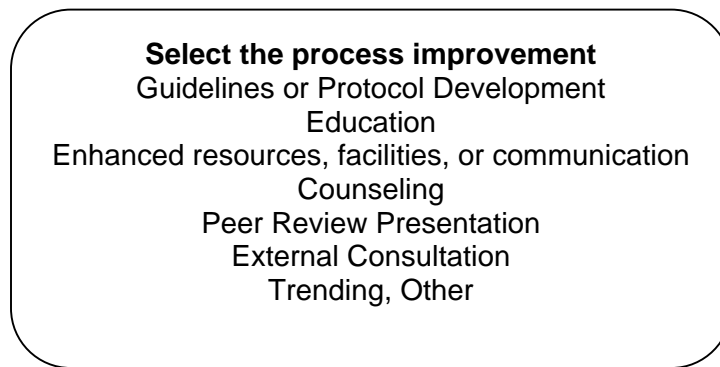 Select the process improvement
Guidelines or Protocol Development
Education
Enhanced resources, facilities, or communication
Counseling
Peer Review Presentation
External Consultation
Trending, Other